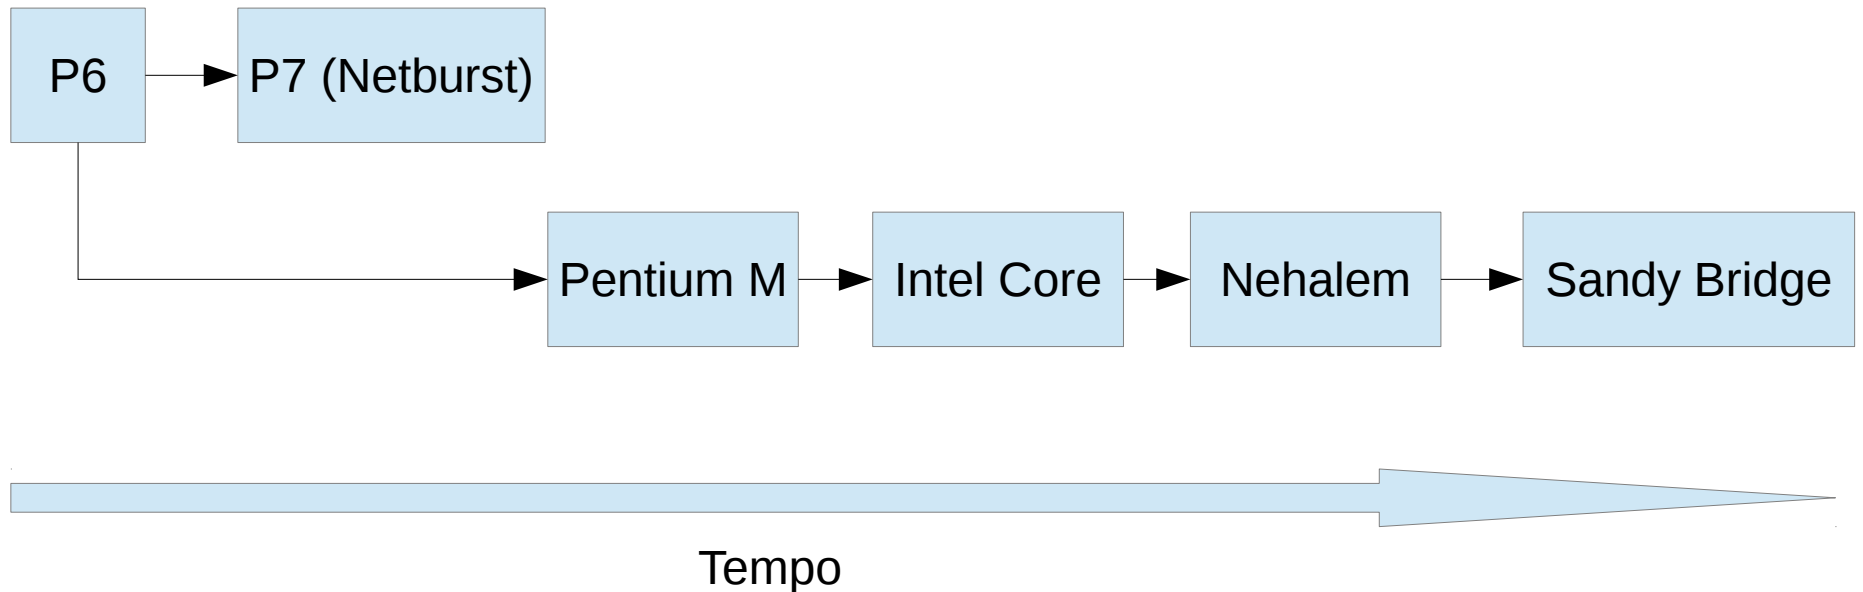 P6
P7 (Netburst)
Pentium M
Intel Core
Nehalem
Sandy Bridge
Tempo